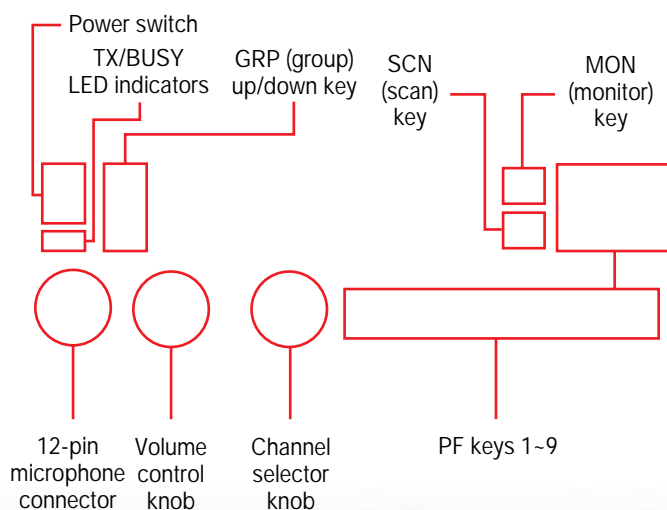 Power switch
TX/BUSY
LED indicators
GRP (group)
up/down key
SCN
(scan)
key
MON
(monitor)
key
12-pin
microphone
connector
Volume
control
knob
Channel
selector
knob
PF keys 1~9